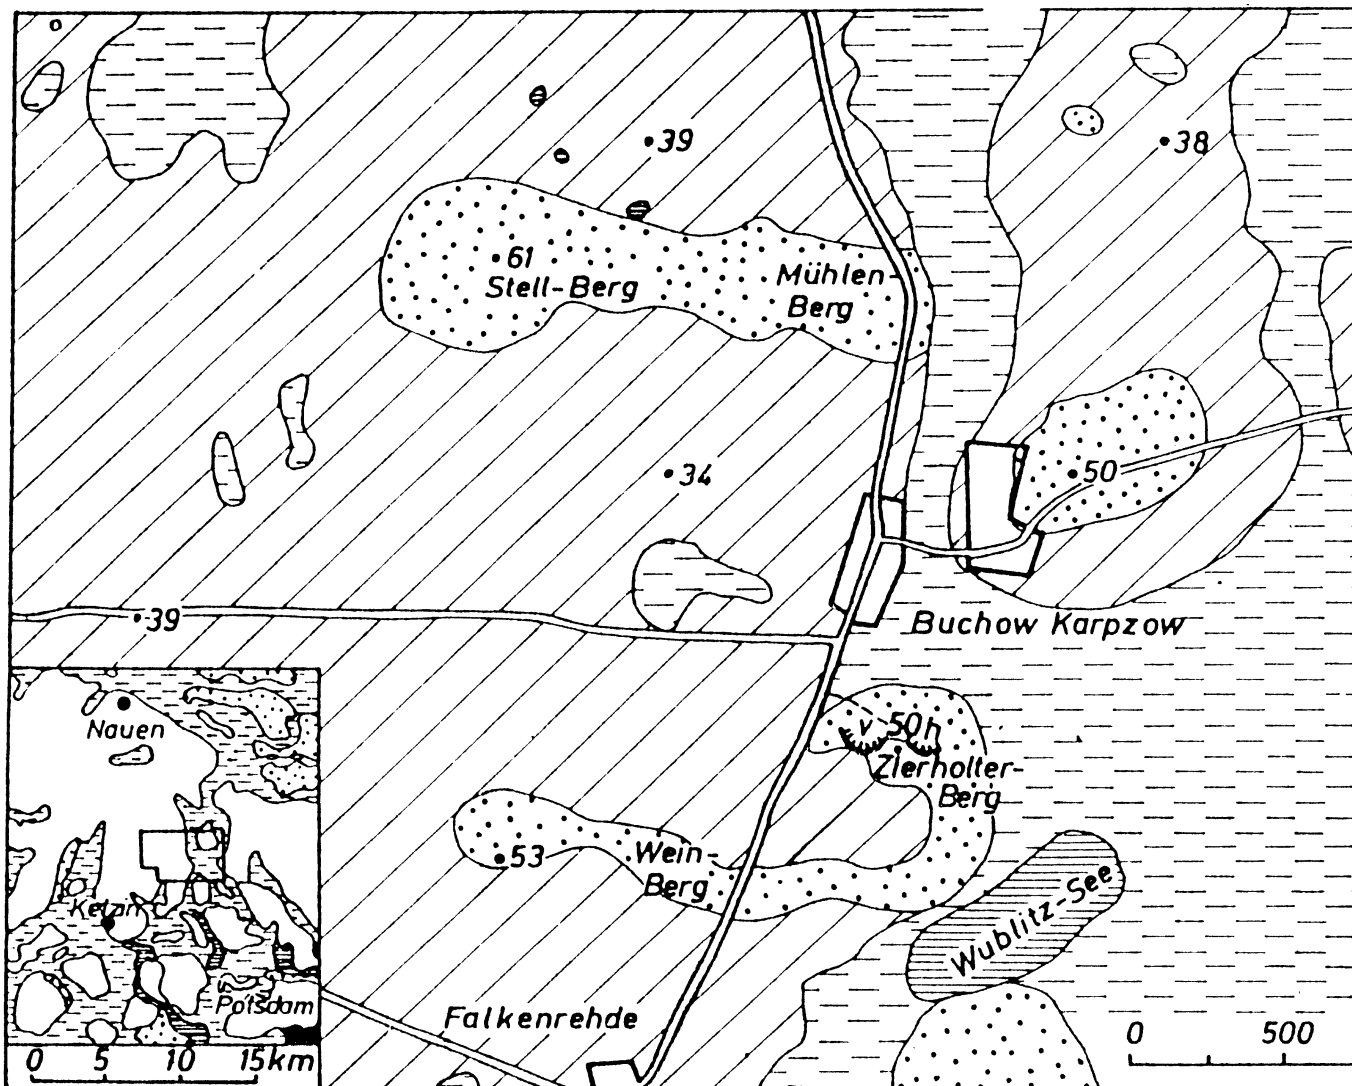 39
38
61
Stell-Berg
Mühlen-
Berg
34
50
39
Buchow Karpzow
50h
Zierholter-
Berg
Wein-
Berg
53
Wublitz-See
Falkenrehde
0 500
Nauen
Ketzin
Potsdam
0 5 10 15km